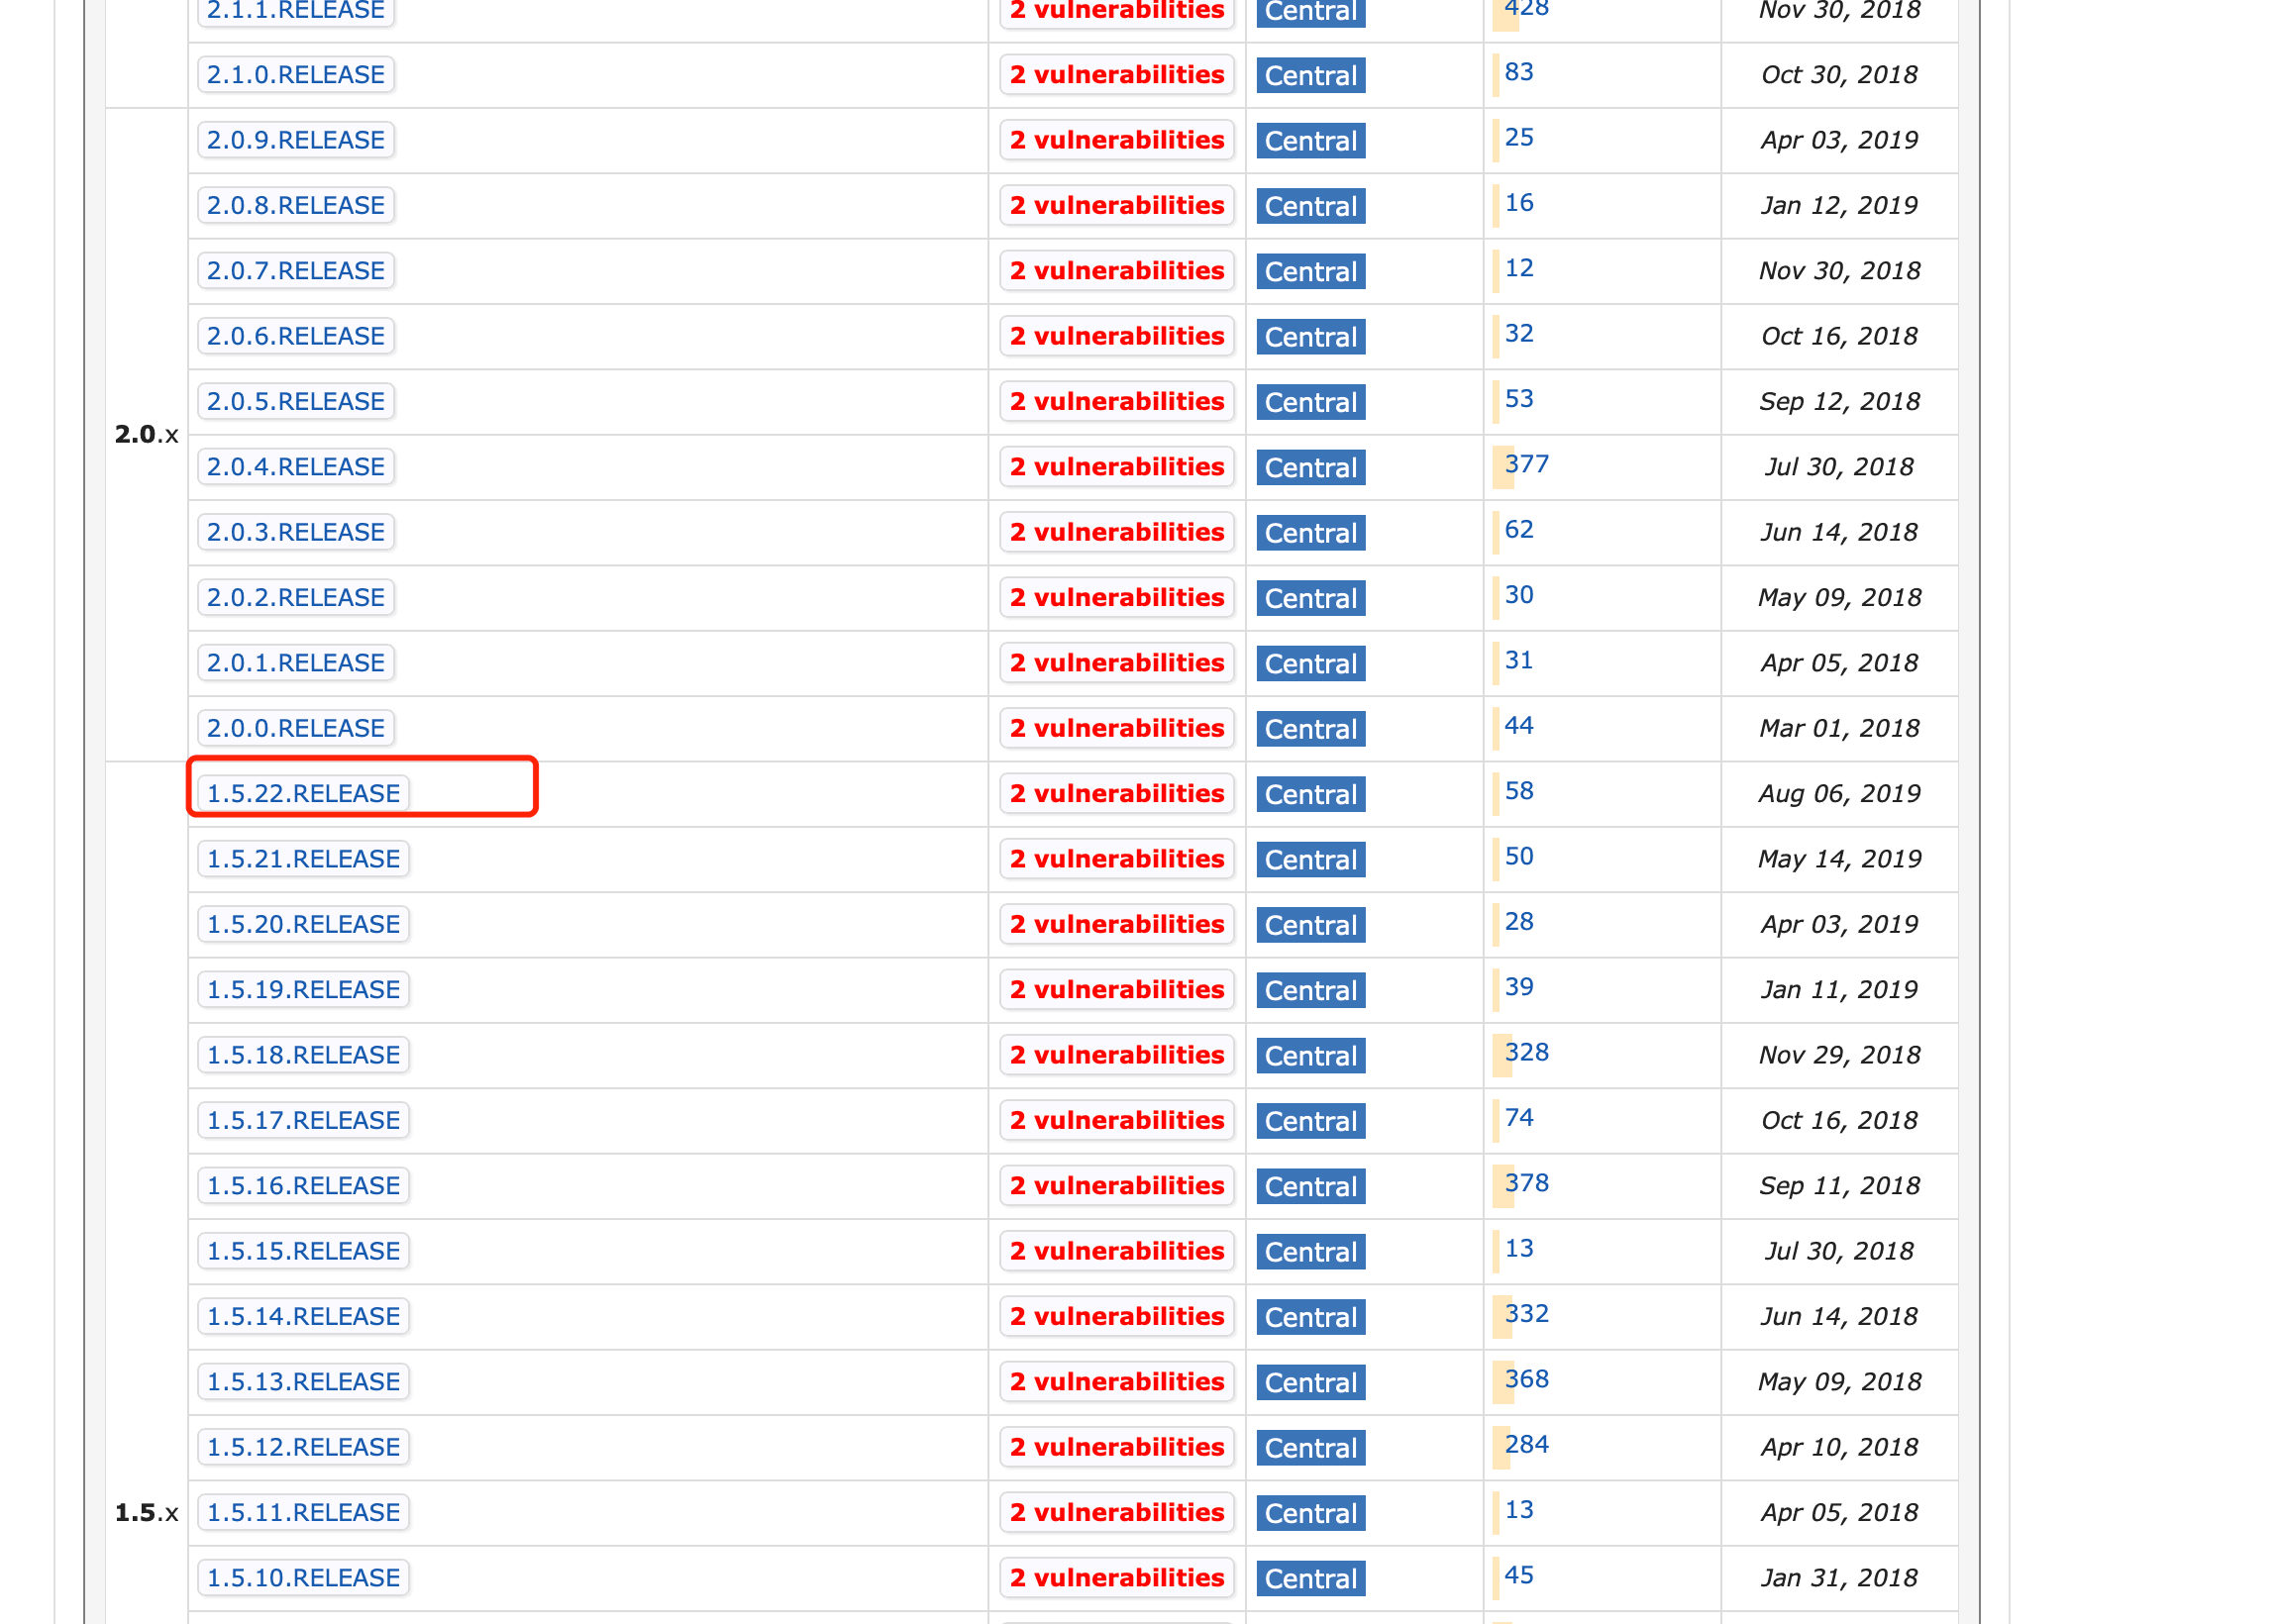 2.1.1.RELEASE 2 vulnerabilities Central 428 Nov 30, 2018
2.1.0.RELEASE 2 vulnerabilities Central 83 Oct 30, 2018
2.0.9.RELEASE 2 vulnerabilities Central 25 Apr 03, 2019
2.0.8.RELEASE 2 vulnerabilities Central 16 Jan 12, 2019
2.0.7.RELEASE 2 vulnerabilities Central 12 Nov 30, 2018
2.0.6.RELEASE 2 vulnerabilities Central 32 Oct 16, 2018
2.0.5.RELEASE 2 vulnerabilities Central 53 Sep 12, 2018
2.0.x
2.0.4.RELEASE 2 vulnerabilities Central 377 Jul 30, 2018
2.0.3.RELEASE 2 vulnerabilities Central 62 Jun 14, 2018
2.0.2.RELEASE 2 vulnerabilities Central 30 May 09, 2018
2.0.1.RELEASE 2 vulnerabilities Central 31 Apr 05, 2018
2.0.0.RELEASE 2 vulnerabilities Central 44 Mar 01, 2018
1.5.22.RELEASE 2 vulnerabilities Central 58 Aug 06, 2019
1.5.21.RELEASE 2 vulnerabilities Central 50 May 14, 2019
1.5.20.RELEASE 2 vulnerabilities Central 28 Apr 03, 2019
1.5.19.RELEASE 2 vulnerabilities Central 39 Jan 11, 2019
1.5.18.RELEASE 2 vulnerabilities Central 328 Nov 29, 2018
1.5.17.RELEASE 2 vulnerabilities Central 74 Oct 16, 2018
1.5.16.RELEASE 2 vulnerabilities Central 378 Sep 11, 2018
1.5.15.RELEASE 2 vulnerabilities Central 13 Jul 30, 2018
1.5.14.RELEASE 2 vulnerabilities Central 332 Jun 14, 2018
1.5.13.RELEASE 2 vulnerabilities Central 368 May 09, 2018
1.5.12.RELEASE 2 vulnerabilities Central 284 Apr 10, 2018
1.5.x 1.5.11.RELEASE 2 vulnerabilities Central 13 Apr 05, 2018
1.5.10.RELEASE 2 vulnerabilities Central 45 Jan 31, 2018